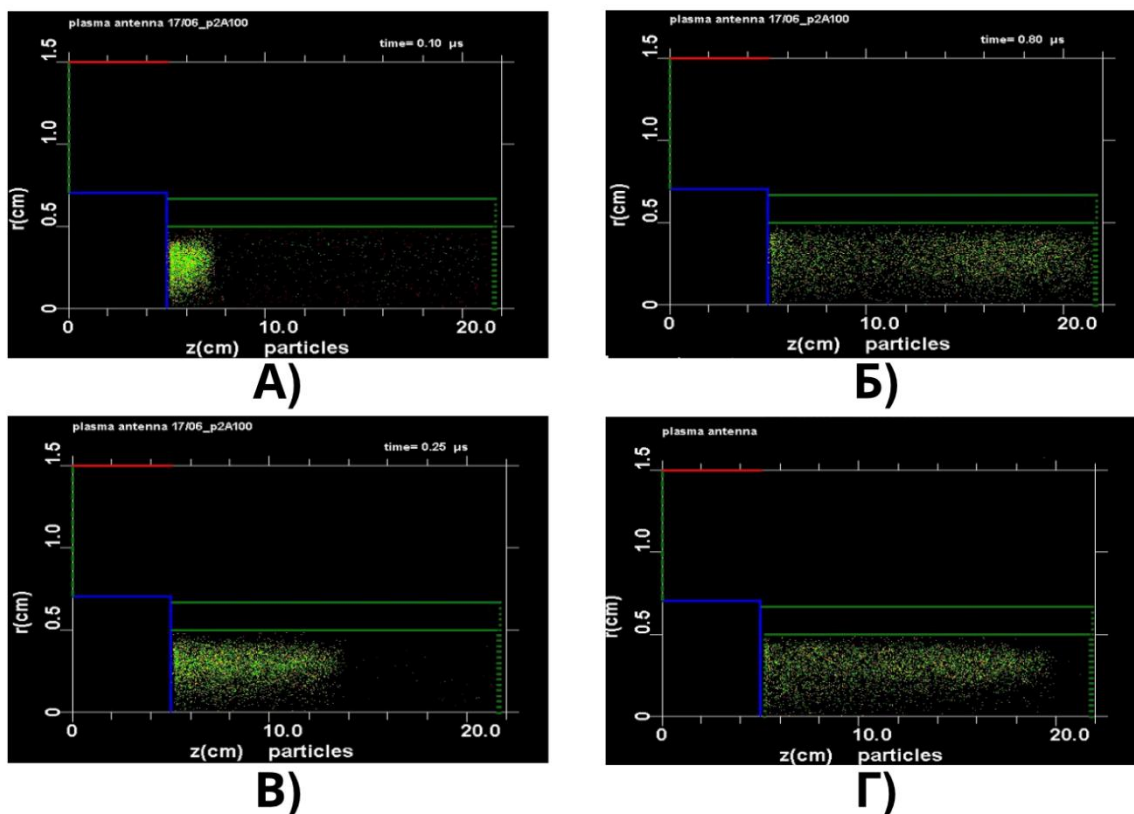 plasma antenna 17/06_p2A100
time= 0.10 µs
1.5
1.0
r(cm)
0.5
0
0 10.0 20.0
z(cm) particles
А)
plasma antenna 17/06_p2A100
time= 0.80 µs
1.5
1.0
r(cm)
0.5
0
0 10.0 20.0
z(cm) particles
Б)
plasma antenna 17/06_p2A100
time= 0.25 µs
1.5
1.0
r(cm)
0.5
0
0 10.0 20.0
z(cm) particles
В)
plasma antenna
1.5
1.0
r(cm)
0.5
0
0 10.0 20.0
z(cm) particles
Г)